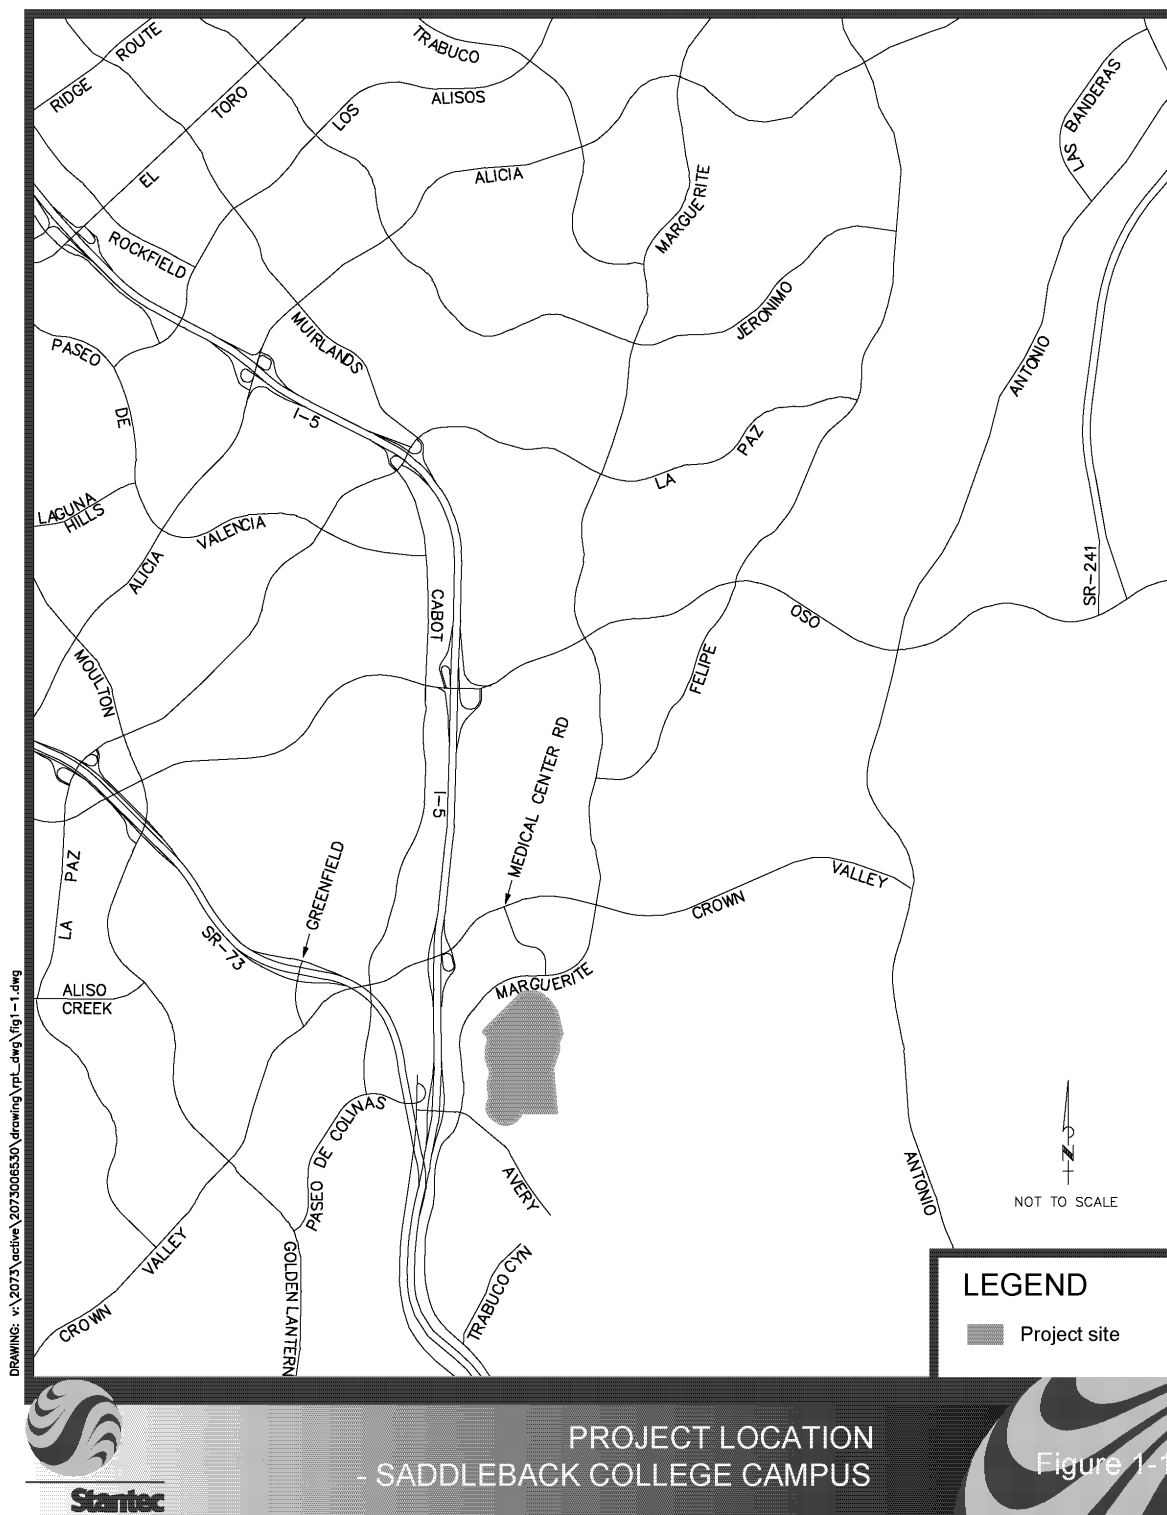 RIDGE ROUTE
TRABUCO
EL TORO
LOS ALISOS
LAS BANDERAS
ALICIA
MARGUERITE
ROCKFIELD
JERONIMO
MUIRLANDS
PASEO DE VALENCIA
ANTONIO
I-5
LA PAZ
LAGUNA
HILLS
ALICIA
SR-241
CABOT
OSO
MOULTON
FELIPE
MEDICAL CENTER RD
I-5
GREENFIELD
LA PAZ
CROWN VALLEY
SR-73
MARGUERITE
ALISO
CREEK
PASEO DE COLINAS
AVERY
ANTONIO
NOT TO SCALE
N
CROWN VALLEY
GOLDEN LANTERN
TRABUCO CYN
LEGEND
Project site
DRAWING: v:\2073\active\2073006530\drawing\rpt_dwg\fig1-1.dwg
PROJECT LOCATION
- SADDLEBACK COLLEGE CAMPUS
Figure 1-1
Stantec